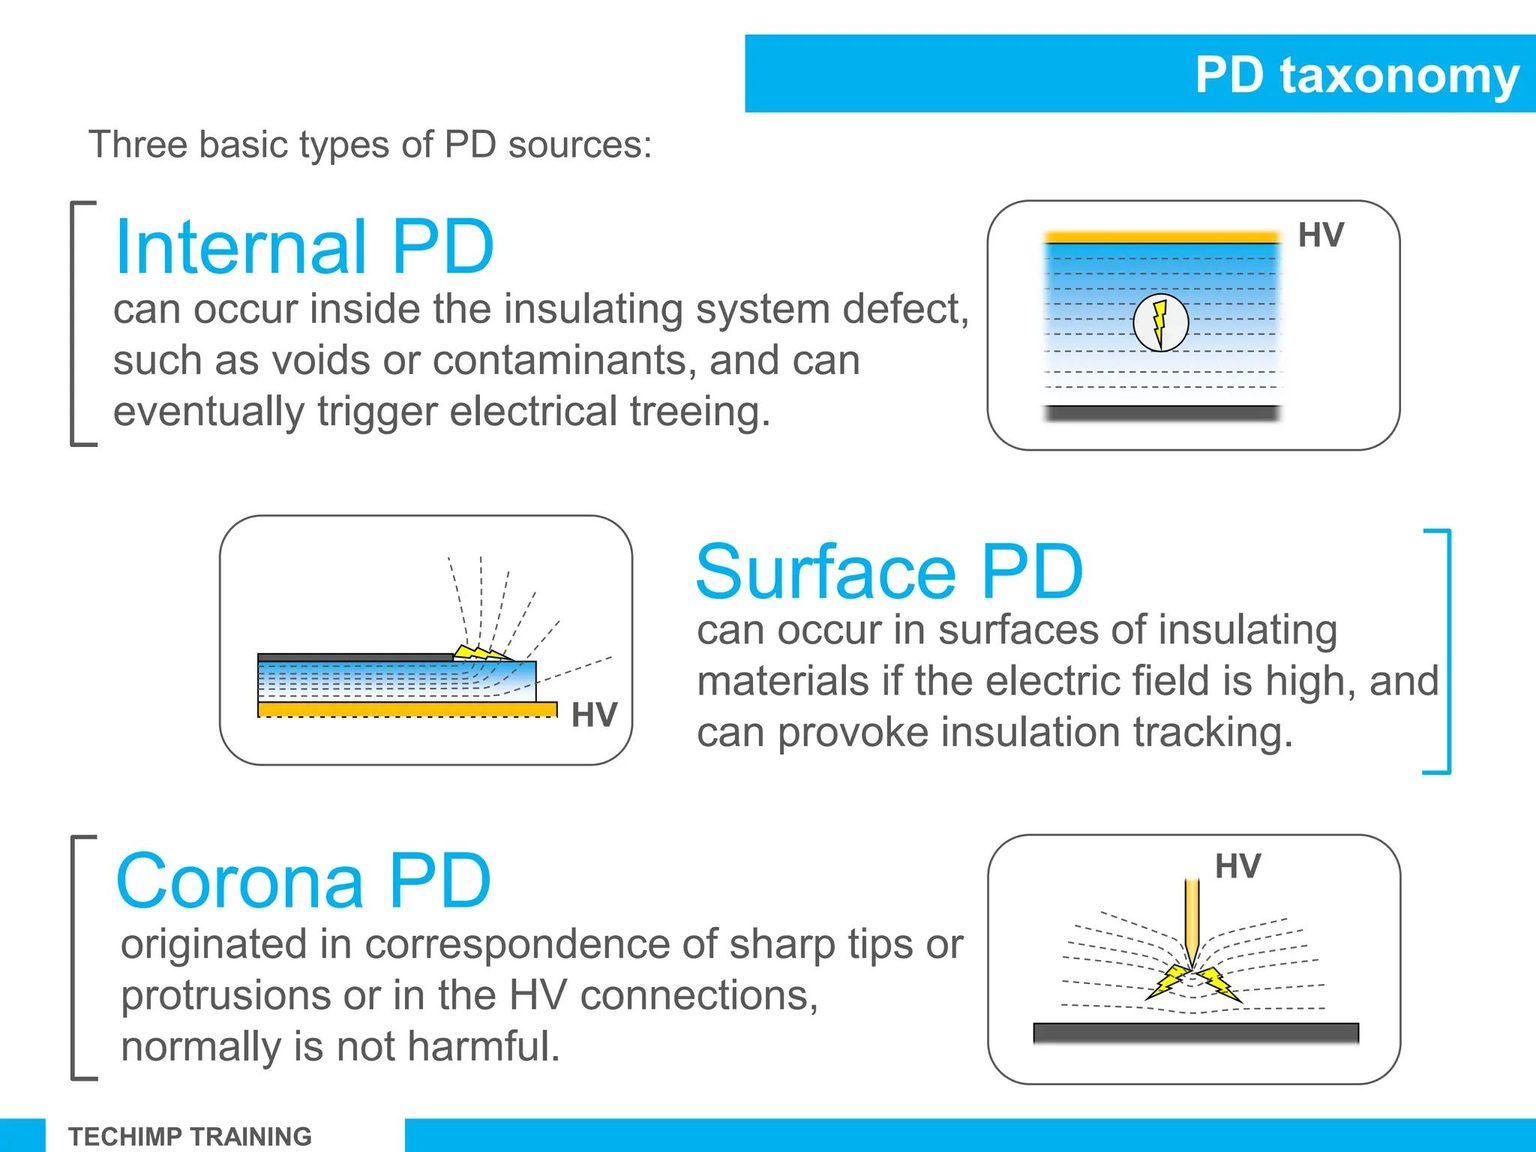 PD taxonomy
Three basic types of PD sources:
Internal PD
can occur inside the insulating system defect,
such as voids or contaminants, and can
eventually trigger electrical treeing.
HV
Surface PD
can occur in surfaces of insulating
materials if the electric field is high, and
can provoke insulation tracking.
HV
Corona PD
originated in correspondence of sharp tips or
protrusions or in the HV connections,
normally is not harmful.
HV
TECHIMP TRAINING